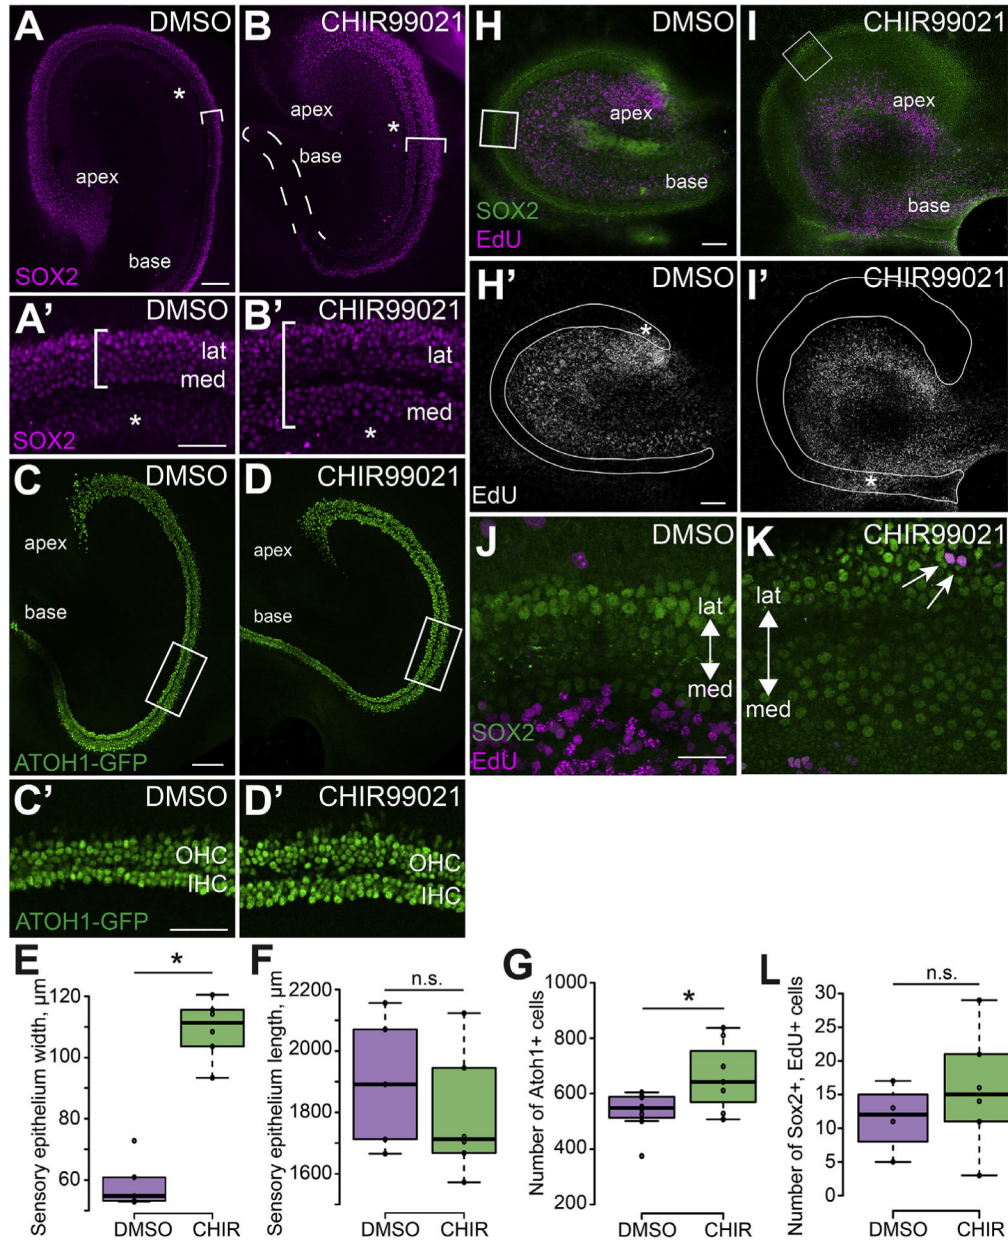 A DMSO
*
apex
base
SOX2
B CHIR99021
apex
*
base
A' DMSO
lat
med
*
SOX2
B' CHIR99021
lat
med
*
C DMSO
apex
base
ATOH1-GFP
D CHIR99021
apex
base
C' DMSO
OHC
IHC
ATOH1-GFP
D' CHIR99021
OHC
IHC
H DMSO
apex
base
SOX2
EdU
I CHIR99021
apex
base
H' DMSO
*
EdU
I' CHIR99021
*
J DMSO
lat
med
SOX2
EdU
K CHIR99021
lat
med
E
Sensory epithelium width, µm
120
100
80
60
*
DMSO CHIR
F
Sensory epithelium length, µm
2200
2000
1800
1600
n.s.
DMSO CHIR
G
Number of Atoh1+ cells
1000
800
600
400
200
*
DMSO CHIR
L
Number of Sox2+, EdU+ cells
30
25
20
15
10
5
0
n.s.
DMSO CHIR